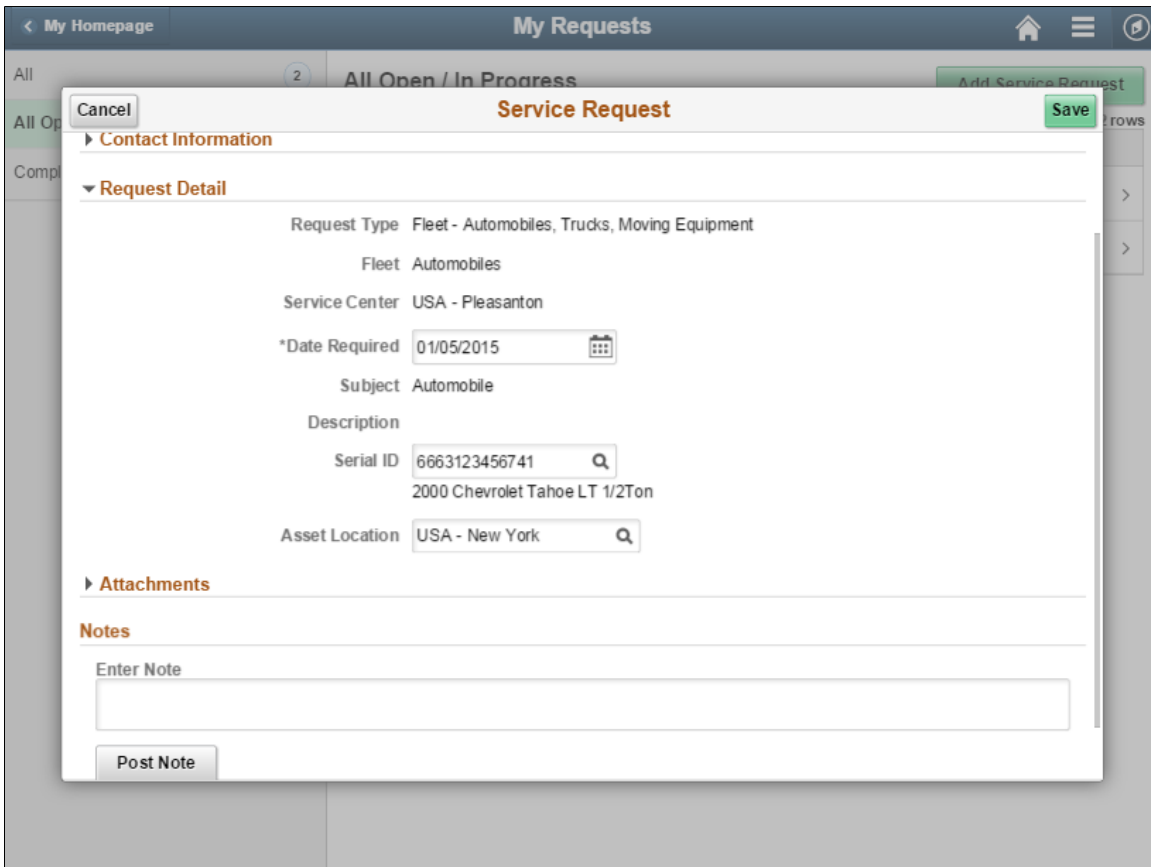 My Homepage
My Requests
All
2
All Open / In Progress
Add Service Request
Cancel
Service Request
Save
All Op
2 rows
Contact Information
Compl
Request Detail
Request Type Fleet - Automobiles, Trucks, Moving Equipment
Fleet Automobiles
Service Center USA - Pleasanton
*Date Required 01/05/2015
Subject Automobile
Description
Serial ID 6663123456741
2000 Chevrolet Tahoe LT 1/2Ton
Asset Location USA - New York
Attachments
Notes
Enter Note
Post Note